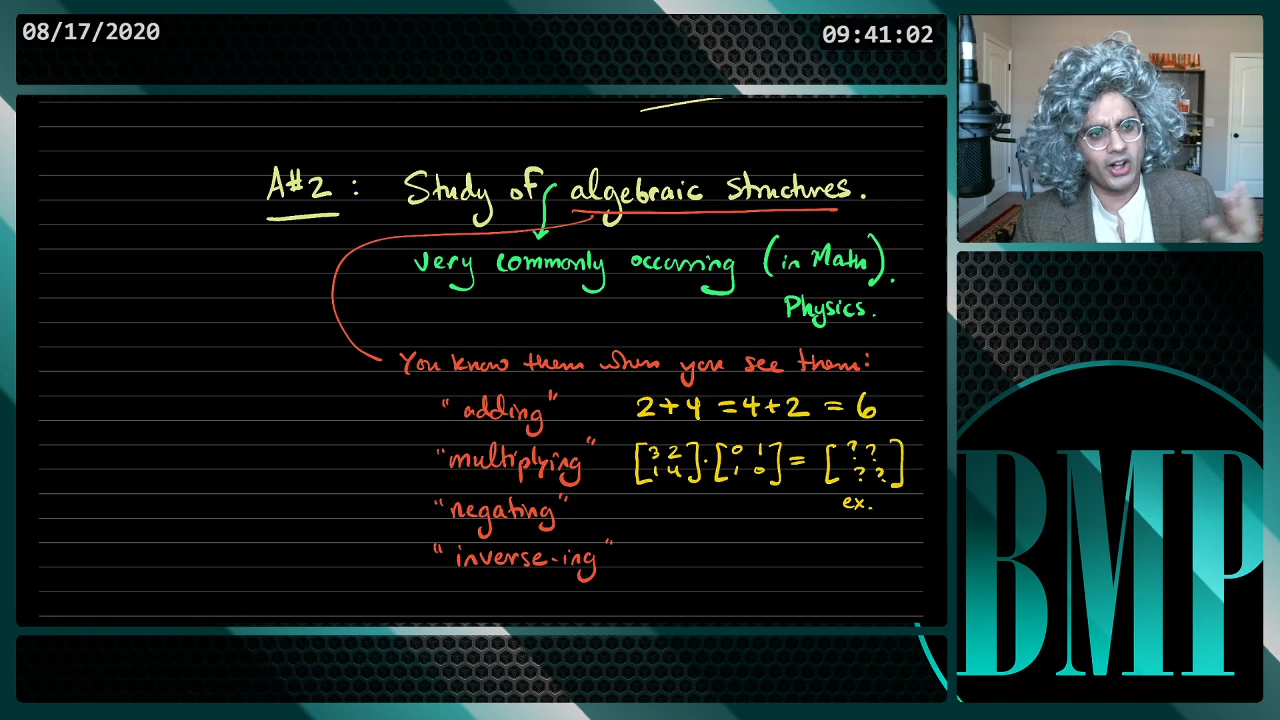 08/17/2020
09:41:02
A#2 : Study of algebraic structures.
very commonly occurring (in Math).
Physics.
You know them when you see them:
"adding" 2+4 =4+2 = 6
"multiplying" [3 2 1 4] · [0 1 1 0] = [? ? ? ?]
ex.
"negating"
"inverse-ing"
BMP